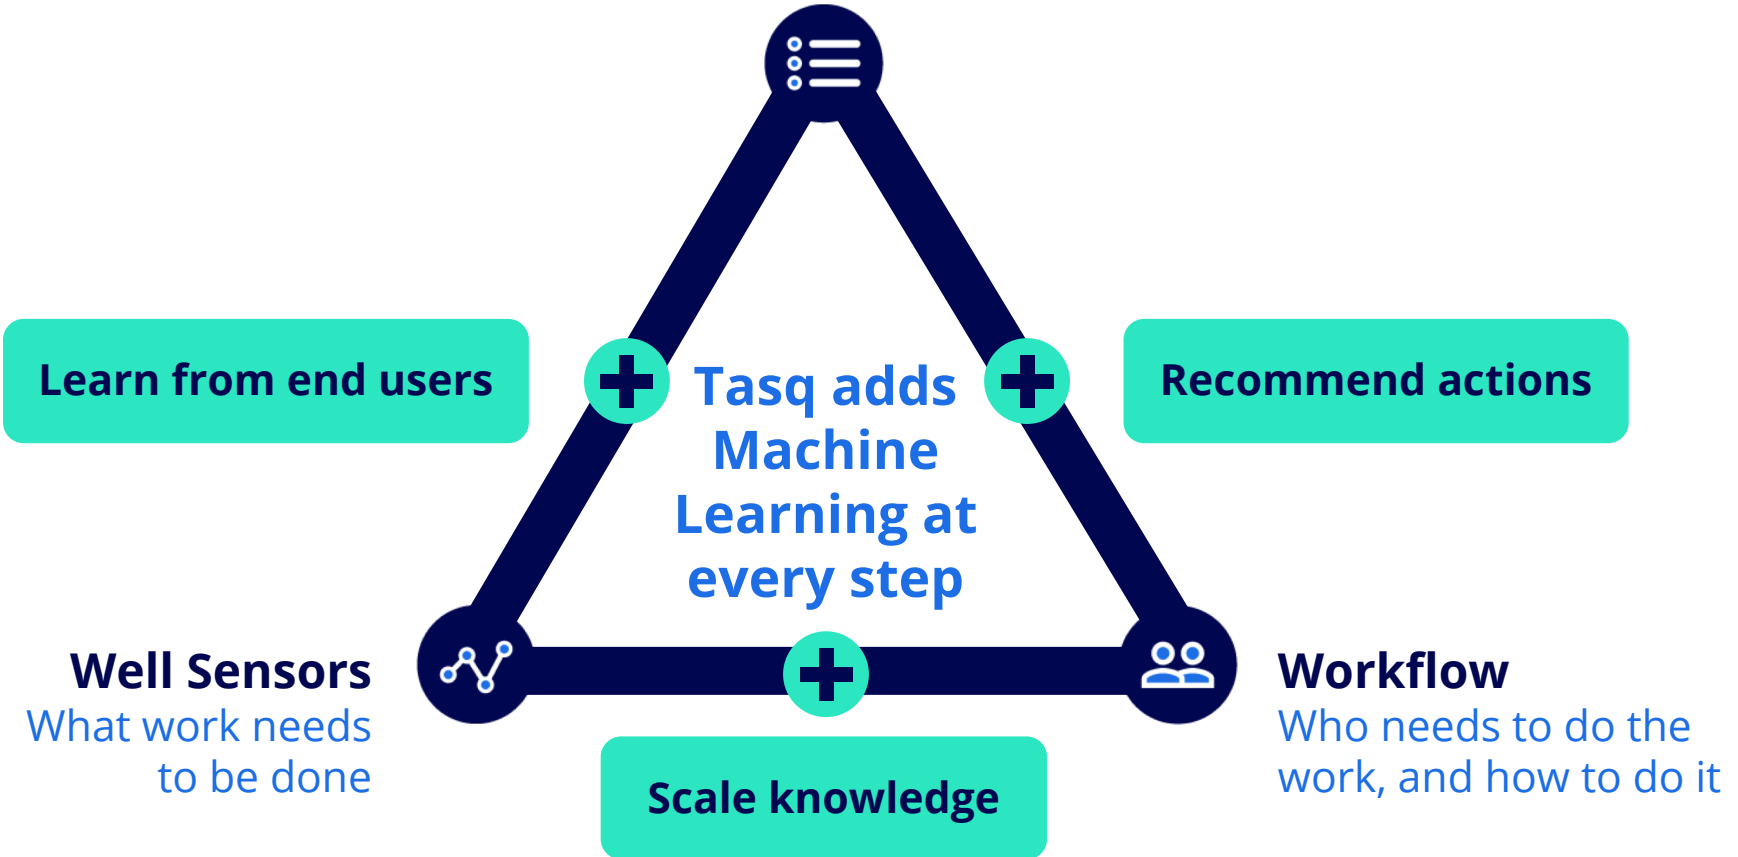 Learn from end users
Recommend actions
Tasq adds
Machine
Learning at
every step
Well Sensors
What work needs
to be done
Workflow
Who needs to do the
work, and how to do it
Scale knowledge